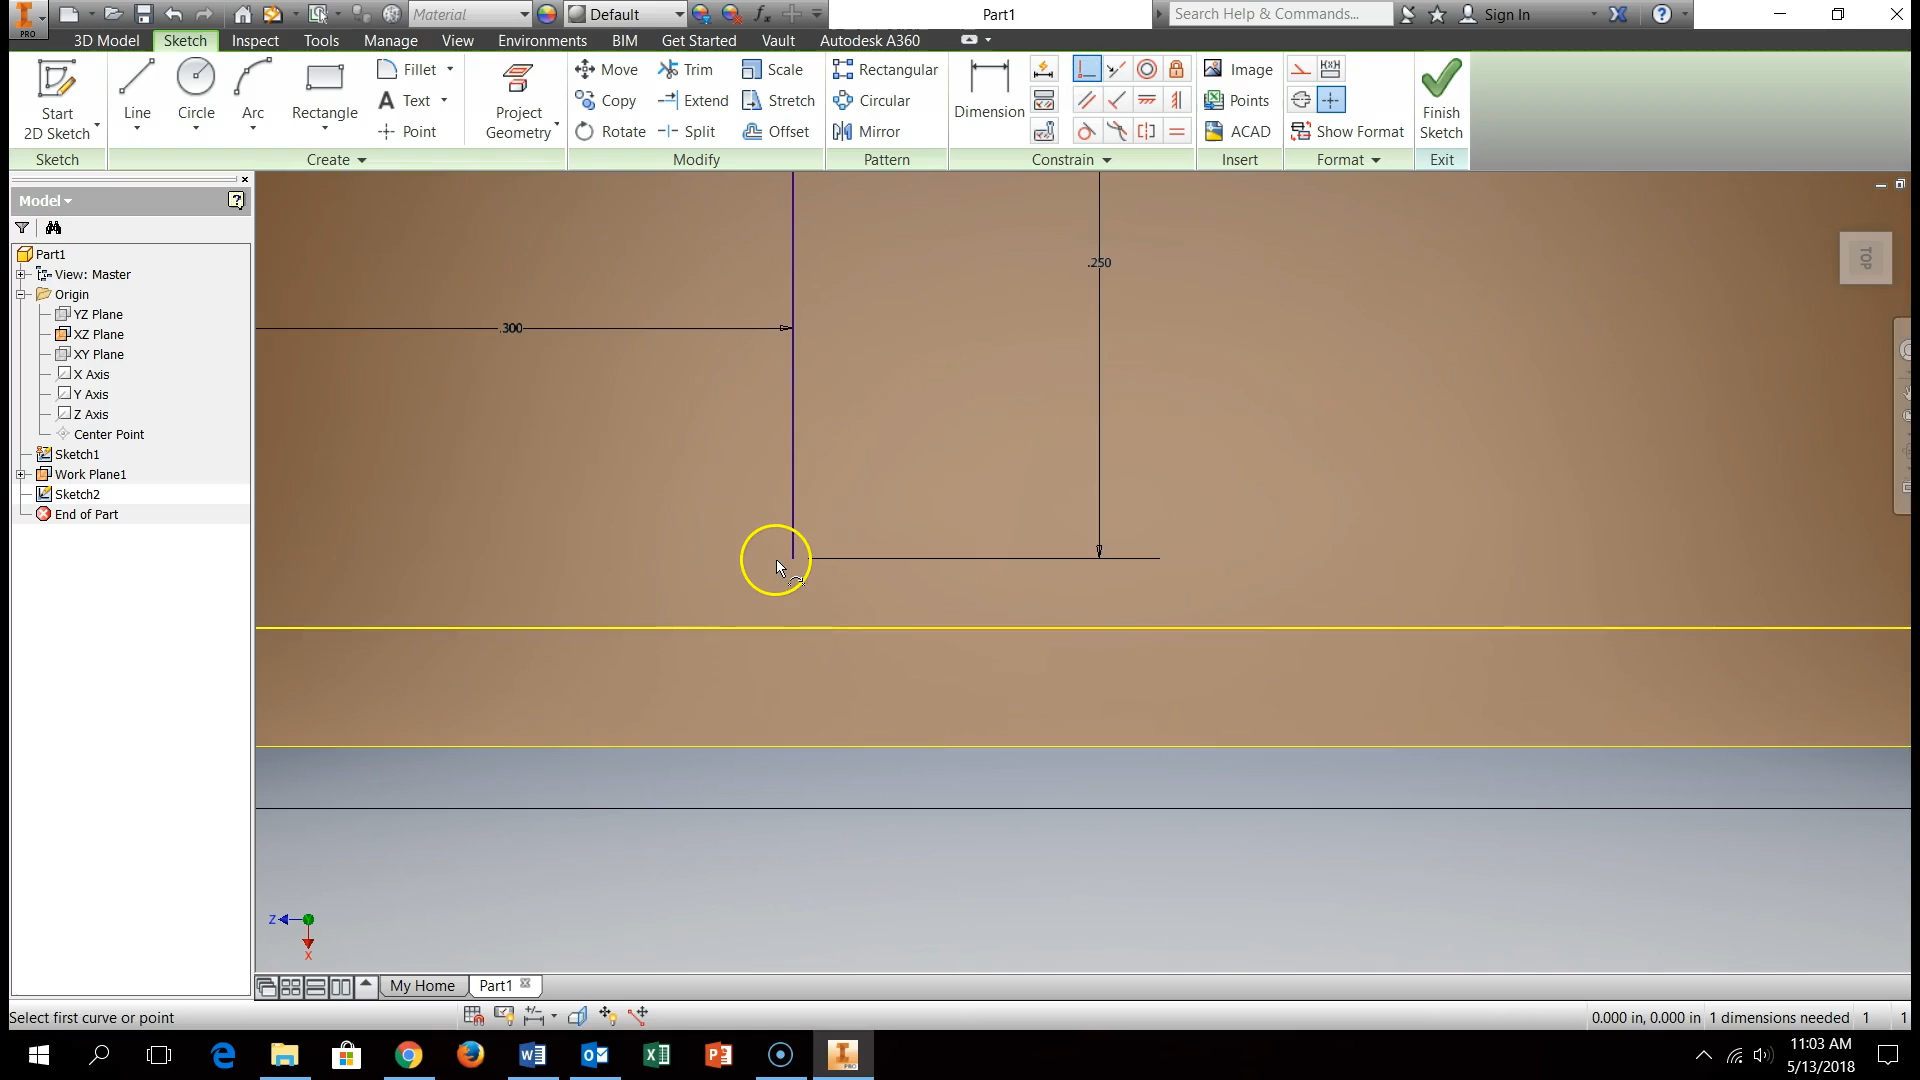 PRO
Material
Default
Part1
Search Help & Commands...
Sign In
3D Model Sketch Inspect Tools Manage View Environments BIM Get Started Vault Autodesk A360
Start
2D Sketch
Line
Circle
Arc
Rectangle
Fillet
Text
Point
Project
Geometry
Move
Copy
Rotate
Trim
Extend
Split
Scale
Stretch
Offset
Rectangular
Circular
Mirror
Dimension
Image
Points
ACAD
Show Format
Finish
Sketch
Sketch Create Modify Pattern Constrain Insert Format Exit
Model
Part1
View: Master
Origin
YZ Plane
XZ Plane
XY Plane
X Axis
Y Axis
Z Axis
Center Point
Sketch1
Work Plane1
Sketch2
End of Part
.250
.300
TOP
Z
X
My Home
Part1
Select first curve or point
0.000 in, 0.000 in 1 dimensions needed 1 1
11:03 AM
5/13/2018